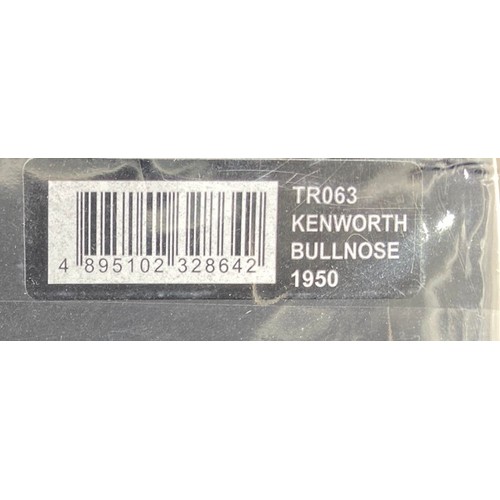 4 895102 328642
TR063
KENWORTH
BULLNOSE
1950